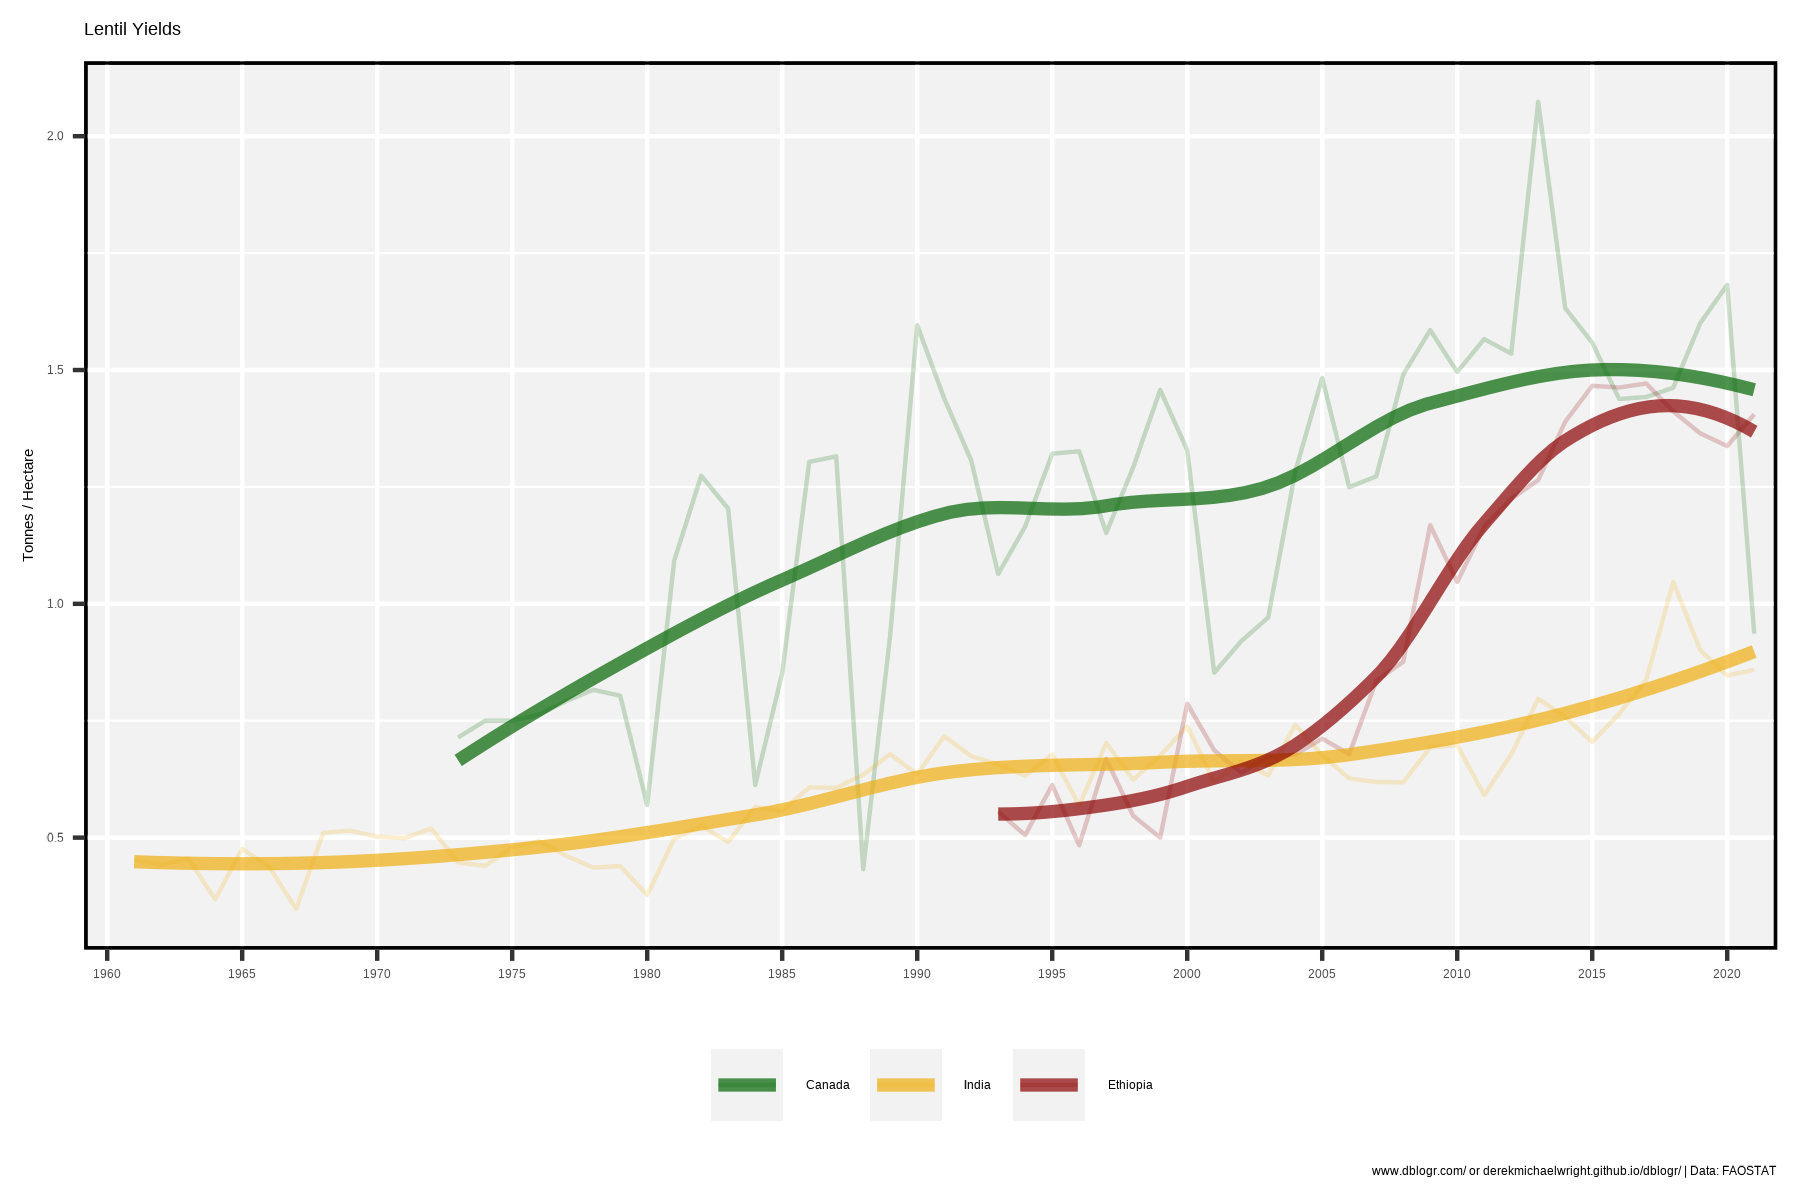 Lentil Yields
Tonnes / Hectare
2.0
1.5
1.0
0.5
1960 1965 1970 1975 1980 1985 1990 1995 2000 2005 2010 2015 2020
Canada India Ethiopia
www.dblogr.com/ or derekmichaelwright.github.io/dblogr/ | Data: FAOSTAT